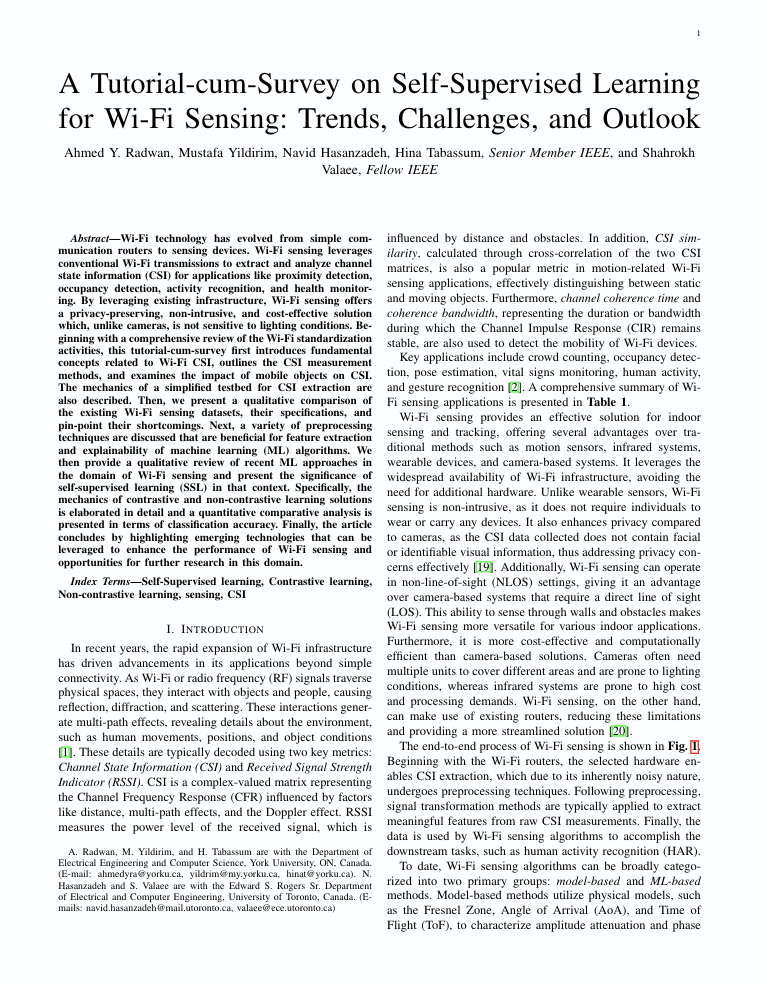 1
A Tutorial-cum-Survey on Self-Supervised Learning
for Wi-Fi Sensing: Trends, Challenges, and Outlook
Ahmed Y. Radwan, Mustafa Yildirim, Navid Hasanzadeh, Hina Tabassum, Senior Member IEEE, and Shahrokh
Valaee, Fellow IEEE
Abstract—Wi-Fi technology has evolved from simple com-
munication routers to sensing devices. Wi-Fi sensing leverages
conventional Wi-Fi transmissions to extract and analyze channel
state information (CSI) for applications like proximity detection,
occupancy detection, activity recognition, and health monitor-
ing. By leveraging existing infrastructure, Wi-Fi sensing offers
a privacy-preserving, non-intrusive, and cost-effective solution
which, unlike cameras, is not sensitive to lighting conditions. Be-
ginning with a comprehensive review of the Wi-Fi standardization
activities, this tutorial-cum-survey first introduces fundamental
concepts related to Wi-Fi CSI, outlines the CSI measurement
methods, and examines the impact of mobile objects on CSI.
The mechanics of a simplified testbed for CSI extraction are
also described. Then, we present a qualitative comparison of
the existing Wi-Fi sensing datasets, their specifications, and
pin-point their shortcomings. Next, a variety of preprocessing
techniques are discussed that are beneficial for feature extraction
and explainability of machine learning (ML) algorithms. We
then provide a qualitative review of recent ML approaches in
the domain of Wi-Fi sensing and present the significance of
self-supervised learning (SSL) in that context. Specifically, the
mechanics of contrastive and non-contrastive learning solutions
is elaborated in detail and a quantitative comparative analysis is
presented in terms of classification accuracy. Finally, the article
concludes by highlighting emerging technologies that can be
leveraged to enhance the performance of Wi-Fi sensing and
opportunities for further research in this domain.
Index Terms—Self-Supervised learning, Contrastive learning,
Non-contrastive learning, sensing, CSI
I. INTRODUCTION
In recent years, the rapid expansion of Wi-Fi infrastructure
has driven advancements in its applications beyond simple
connectivity. As Wi-Fi or radio frequency (RF) signals traverse
physical spaces, they interact with objects and people, causing
reflection, diffraction, and scattering. These interactions gener-
ate multi-path effects, revealing details about the environment,
such as human movements, positions, and object conditions
[1]. These details are typically decoded using two key metrics:
Channel State Information (CSI) and Received Signal Strength
Indicator (RSSI). CSI is a complex-valued matrix representing
the Channel Frequency Response (CFR) influenced by factors
like distance, multi-path effects, and the Doppler effect. RSSI
measures the power level of the received signal, which is
A. Radwan, M. Yildirim, and H. Tabassum are with the Department of
Electrical Engineering and Computer Science, York University, ON, Canada.
(E-mail: ahmedyra@yorku.ca, yildrim@my.yorku.ca, hinat@yorku.ca). N.
Hasanzadeh and S. Valaee are with the Edward S. Rogers Sr. Department
of Electrical and Computer Engineering, University of Toronto, Canada. (E-
mails: navid.hasanzadeh@mail.utoronto.ca, valaee@ece.utoronto.ca)
influenced by distance and obstacles. In addition, CSI sim-
ilarity, calculated through cross-correlation of the two CSI
matrices, is also a popular metric in motion-related Wi-Fi
sensing applications, effectively distinguishing between static
and moving objects. Furthermore, channel coherence time and
coherence bandwidth, representing the duration or bandwidth
during which the Channel Impulse Response (CIR) remains
stable, are also used to detect the mobility of Wi-Fi devices.
Key applications include crowd counting, occupancy detec-
tion, pose estimation, vital signs monitoring, human activity,
and gesture recognition [2]. A comprehensive summary of Wi-
Fi sensing applications is presented in Table 1.
Wi-Fi sensing provides an effective solution for indoor
sensing and tracking, offering several advantages over tra-
ditional methods such as motion sensors, infrared systems,
wearable devices, and camera-based systems. It leverages the
widespread availability of Wi-Fi infrastructure, avoiding the
need for additional hardware. Unlike wearable sensors, Wi-Fi
sensing is non-intrusive, as it does not require individuals to
wear or carry any devices. It also enhances privacy compared
to cameras, as the CSI data collected does not contain facial
or identifiable visual information, thus addressing privacy con-
cerns effectively [19]. Additionally, Wi-Fi sensing can operate
in non-line-of-sight (NLOS) settings, giving it an advantage
over camera-based systems that require a direct line of sight
(LOS). This ability to sense through walls and obstacles makes
Wi-Fi sensing more versatile for various indoor applications.
Furthermore, it is more cost-effective and computationally
efficient than camera-based solutions. Cameras often need
multiple units to cover different areas and are prone to lighting
conditions, whereas infrared systems are prone to high cost
and processing demands. Wi-Fi sensing, on the other hand,
can make use of existing routers, reducing these limitations
and providing a more streamlined solution [20].
The end-to-end process of Wi-Fi sensing is shown in Fig. 1.
Beginning with the Wi-Fi routers, the selected hardware en-
ables CSI extraction, which due to its inherently noisy nature,
undergoes preprocessing techniques. Following preprocessing,
signal transformation methods are typically applied to extract
meaningful features from raw CSI measurements. Finally, the
data is used by Wi-Fi sensing algorithms to accomplish the
downstream tasks, such as human activity recognition (HAR).
To date, Wi-Fi sensing algorithms can be broadly catego-
rized into two primary groups: model-based and ML-based
methods. Model-based methods utilize physical models, such
as the Fresnel Zone, Angle of Arrival (AoA), and Time of
Flight (ToF), to characterize amplitude attenuation and phase